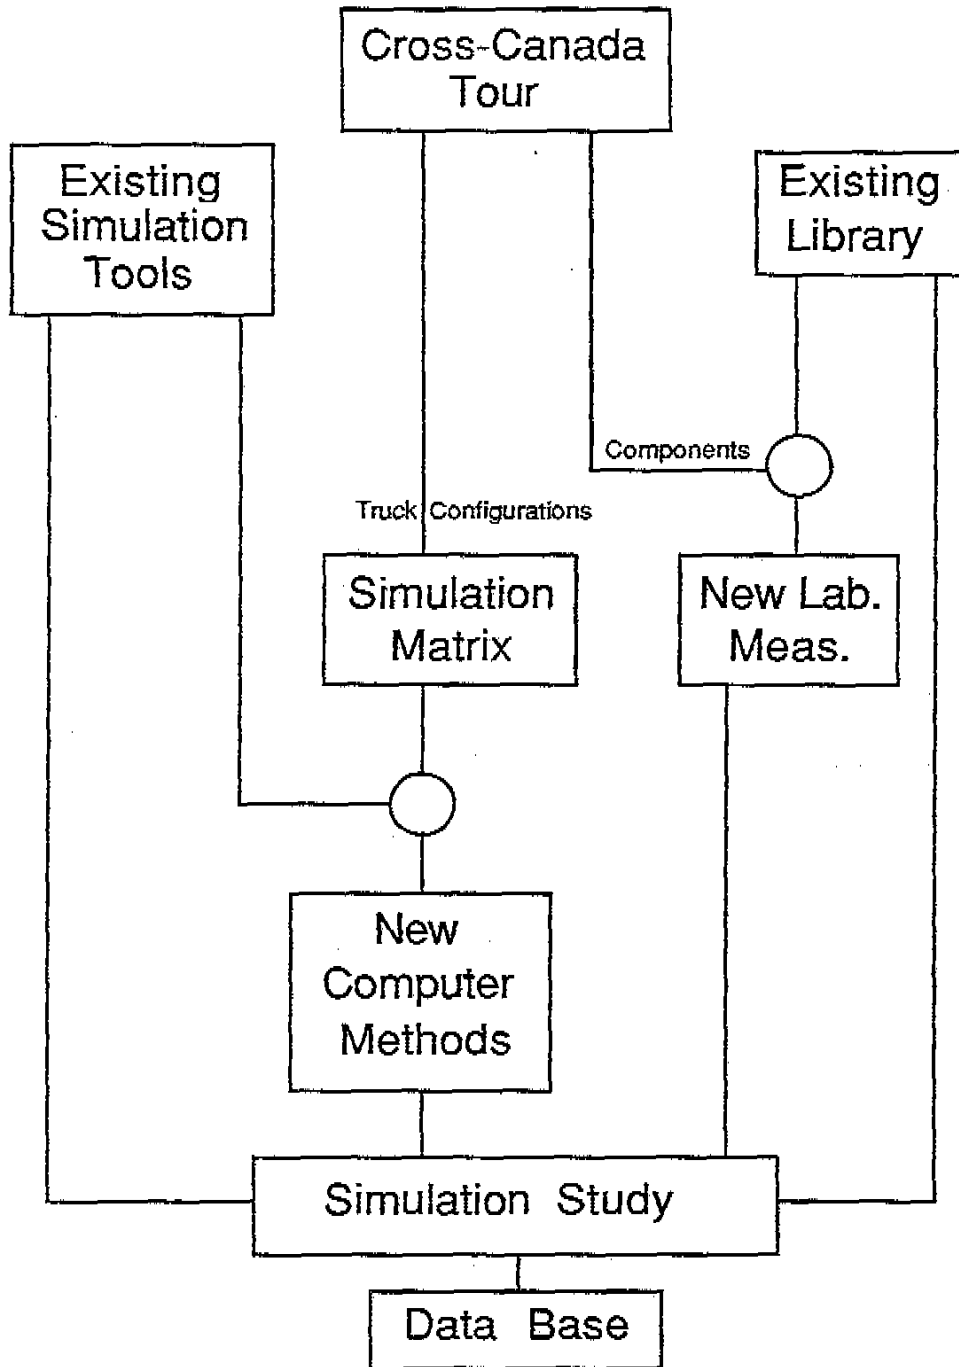 Cross-Canada
Tour
Existing
Simulation
Tools
Existing
Library
Components
Truck Configurations
Simulation
Matrix
New Lab.
Meas.
New
Computer
Methods
Simulation Study
Data Base